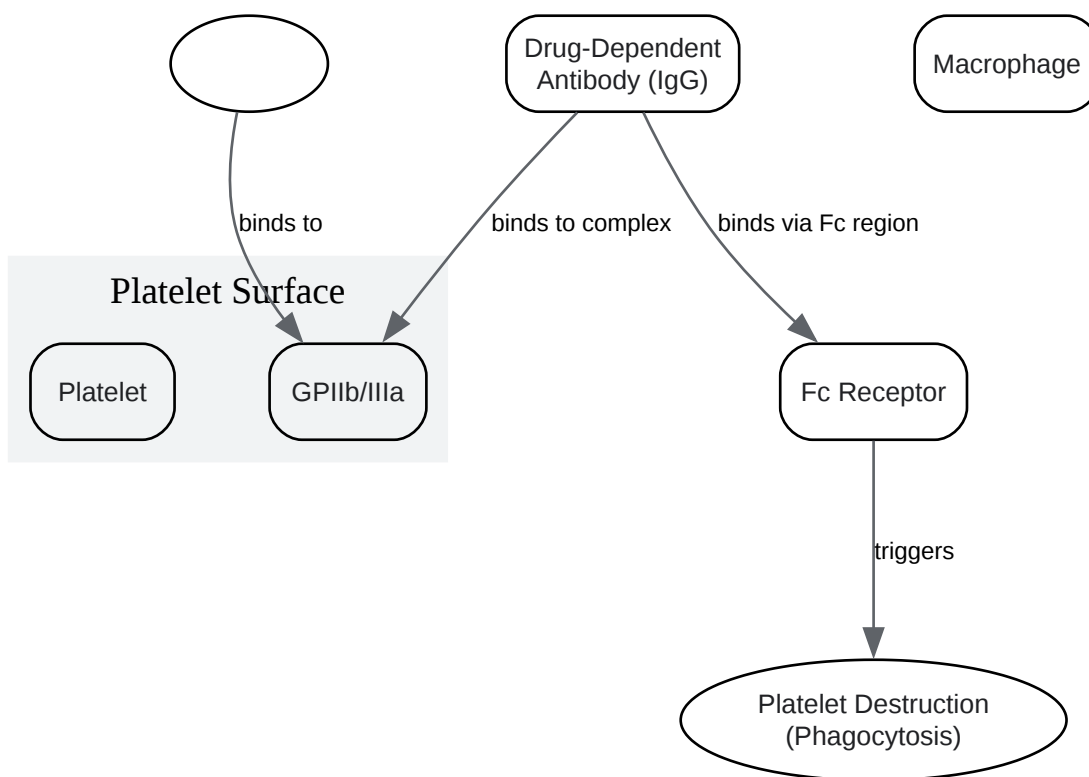 Drug-Dependent
Antibody (IgG)
Macrophage
binds to
binds to complex
binds via Fc region
Platelet Surface
Platelet
GPIIb/IIIa
Fc Receptor
triggers
Platelet Destruction
(Phagocytosis)